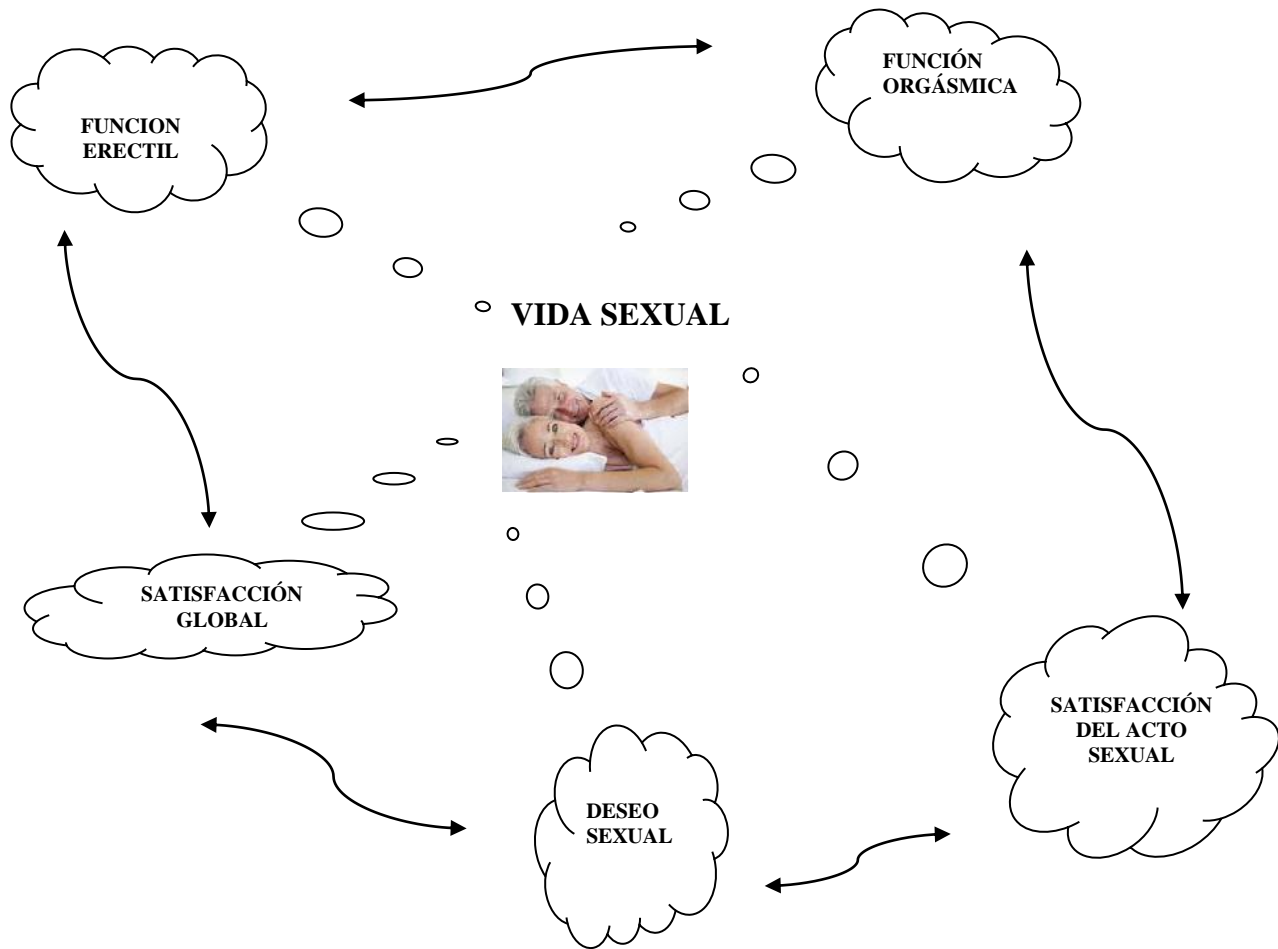 FUNCIÓN
ORGÁSMICA
FUNCION
ERECTIL
VIDA SEXUAL
SATISFACCIÓN
GLOBAL
SATISFACCIÓN
DEL ACTO
SEXUAL
DESEO
SEXUAL